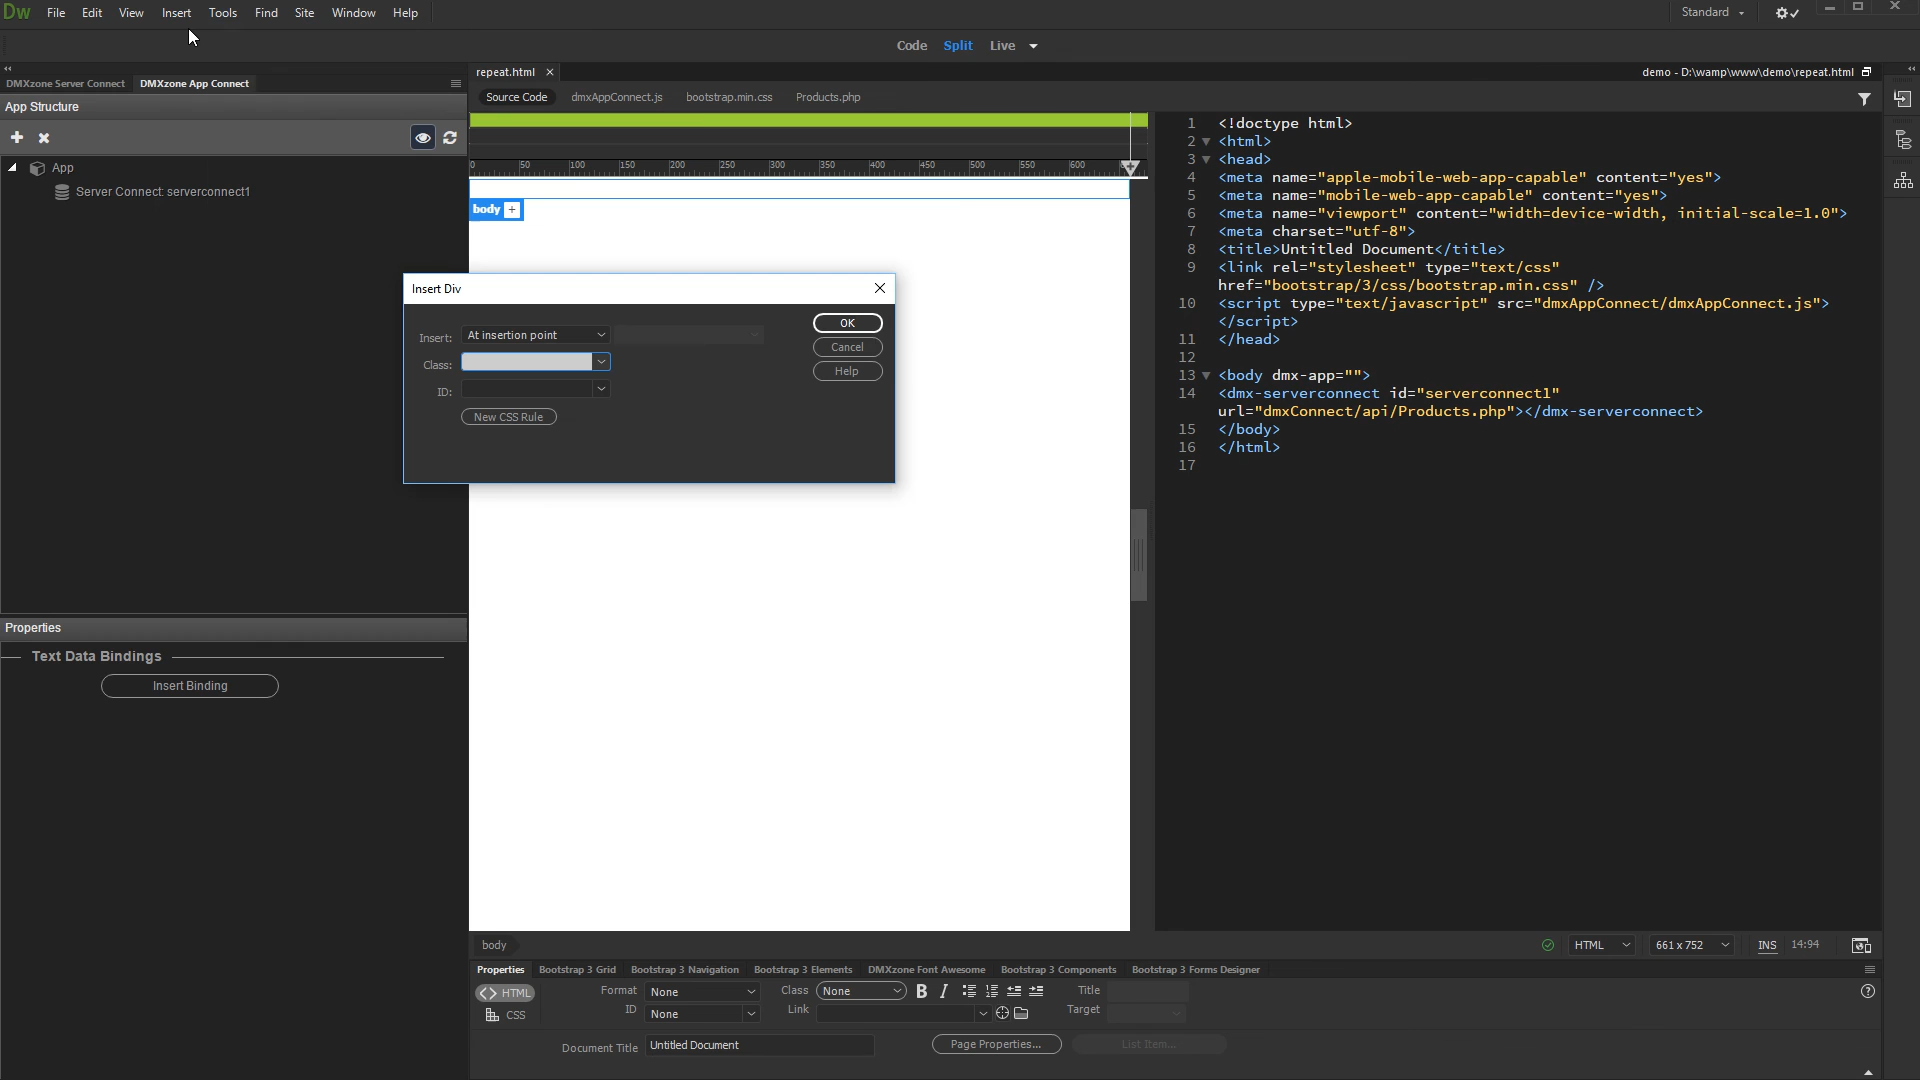 Dw File Edit View Insert Tools Find Site Window Help
Standard
Code Split Live
DMXzone Server Connect DMXzone App Connect
App Structure
App
Server Connect: serverconnect1
Properties
Text Data Bindings
Insert Binding
repeat.html
demo - D:\wamp\www\demo\repeat.html
Source Code dmxAppConnect.js bootstrap.min.css Products.php
0 50 100 150 200 250 300 350 400 450 500 550 600
body +
Insert Div
Insert: At insertion point
Class:
ID:
New CSS Rule
OK
Cancel
Help
1 <!doctype html>
2 <html>
3 <head>
4 <meta name="apple-mobile-web-app-capable" content="yes">
5 <meta name="mobile-web-app-capable" content="yes">
6 <meta name="viewport" content="width=device-width, initial-scale=1.0">
7 <meta charset="utf-8">
8 <title>Untitled Document</title>
9 <link rel="stylesheet" type="text/css"
href="bootstrap/3/css/bootstrap.min.css" />
10 <script type="text/javascript" src="dmxAppConnect/dmxAppConnect.js">
</script>
11 </head>
12
13 <body dmx-app="">
14 <dmx-serverconnect id="serverconnect1"
url="dmxConnect/api/Products.php"></dmx-serverconnect>
15 </body>
16 </html>
17
body
HTML 661 x 752 INS 14:94
Properties Bootstrap 3 Grid Bootstrap 3 Navigation Bootstrap 3 Elements DMXzone Font Awesome Bootstrap 3 Components Bootstrap 3 Forms Designer
<> HTML Format None Class None B I Title
CSS ID None Link Target
Document Title Untitled Document Page Properties... List Item...